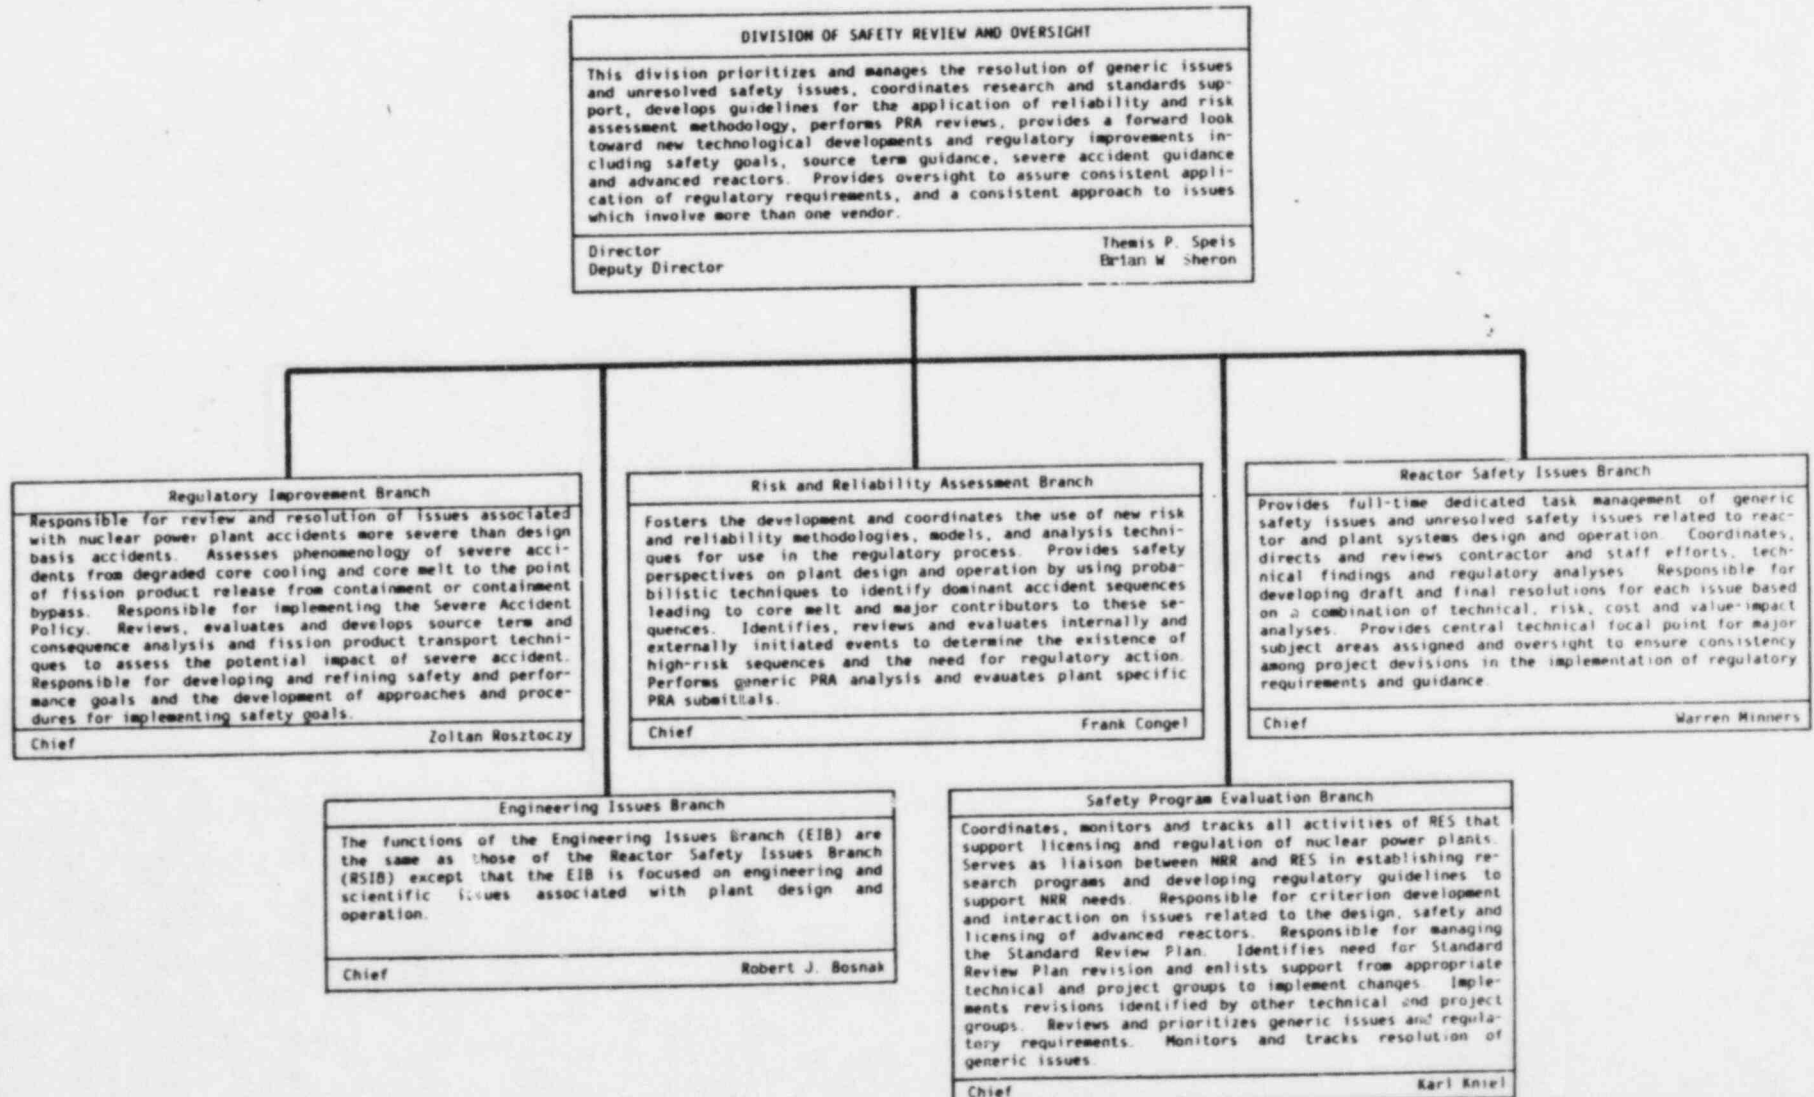 DIVISION OF SAFETY REVIEW AND OVERSIGHT
This division prioritizes and manages the resolution of generic issues
and unresolved safety issues, coordinates research and standards sup-
port, develops guidelines for the application of reliability and risk
assessment methodology, performs PRA reviews, provides a forward look
toward new technological developments and regulatory improvements in-
cluding safety goals, source term guidance, severe accident guidance
and advanced reactors. Provides oversight to assure consistent appli-
cation of regulatory requirements, and a consistent approach to issues
which involve more than one vendor.
Director Themis P. Speis
Deputy Director Brian W Sheron
Regulatory Improvement Branch
Responsible for review and resolution of issues associated
with nuclear power plant accidents more severe than design
basis accidents. Assesses phenomenology of severe acci-
dents from degraded core cooling and core melt to the point
of fission product release from containment or containment
bypass. Responsible for implementing the Severe Accident
Policy. Reviews, evaluates and develops source term and
consequence analysis and fission product transport techni-
ques to assess the potential impact of severe accident.
Responsible for developing and refining safety and perfor-
mance goals and the development of approaches and proce-
dures for implementing safety goals.
Chief Zoltan Rosztoczy
Risk and Reliability Assessment Branch
Fosters the development and coordinates the use of new risk
and reliability methodologies, models, and analysis techni-
ques for use in the regulatory process. Provides safety
perspectives on plant design and operation by using proba-
bilistic techniques to identify dominant accident sequences
leading to core melt and major contributors to these se-
quences. Identifies, reviews and evaluates internally and
externally initiated events to determine the existence of
high-risk sequences and the need for regulatory action.
Performs generic PRA analysis and evauates plant specific
PRA submittals.
Chief Frank Congel
Reactor Safety Issues Branch
Provides full-time dedicated task management of generic
safety issues and unresolved safety issues related to reac-
tor and plant systems design and operation. Coordinates,
directs and reviews contractor and staff efforts, tech-
nical findings and regulatory analyses Responsible for
developing draft and final resolutions for each issue based
on a combination of technical, risk, cost and value-impact
analyses. Provides central technical focal point for major
subject areas assigned and oversight to ensure consistency
among project devisions in the implementation of regulatory
requirements and guidance.
Chief Warren Minners
Engineering Issues Branch
The functions of the Engineering Issues Branch (EIB) are
the same as those of the Reactor Safety Issues Branch
(RSIB) except that the EIB is focused on engineering and
scientific issues associated with plant design and
operation.
Chief Robert J. Bosnak
Safety Program Evaluation Branch
Coordinates, monitors and tracks all activities of RES that
support licensing and regulation of nuclear power plants.
Serves as liaison between NRR and RES in establishing re-
search programs and developing regulatory guidelines to
support NRR needs. Responsible for criterion development
and interaction on issues related to the design, safety and
licensing of advanced reactors. Responsible for managing
the Standard Review Plan. Identifies need for Standard
Review Plan revision and enlists support from appropriate
technical and project groups to implement changes. Imple-
ments revisions identified by other technical and project
groups. Reviews and prioritizes generic issues and regula-
tory requirements. Monitors and tracks resolution of
generic issues.
Chief Karl Kniel